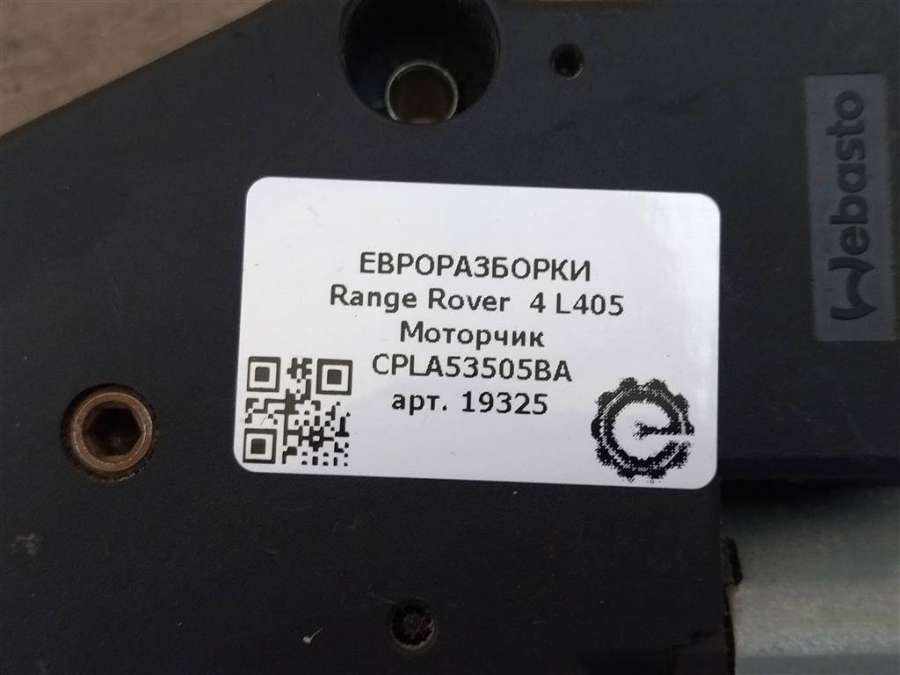 ЕВРОРАЗБОРКИ
Range Rover 4 L405
Моторчик
CPLA53505BA
арт. 19325
Webasto